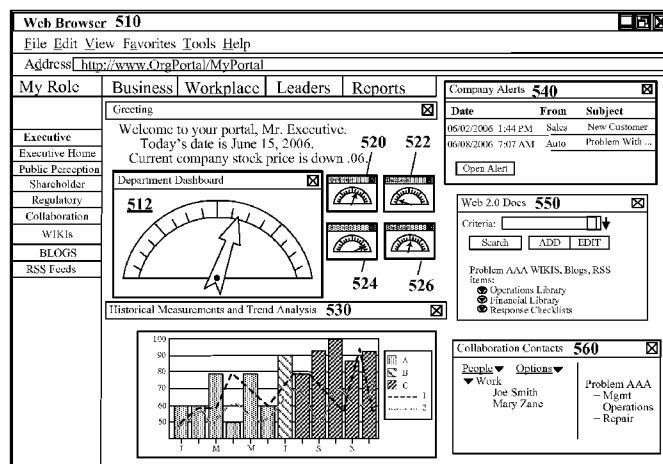 Web Browser 510
File Edit View Favorites Tools Help
Address http://www.OrgPortal/MyPortal
My Role
Business Workplace Leaders Reports
Executive
Executive Home
Public Perception
Shareholder
Regulatory
Collaboration
WIKIs
BLOGS
RSS Feeds
Greeting
Welcome to your portal, Mr. Executive.
Today's date is June 15, 2006.
Current company stock price is down .06.
520 522
Department Dashboard
512
524 526
Historical Measurements and Trend Analysis 530
100
90
80
70
60
50
J M M J S N
A
B
C
1
2
Company Alerts 540
Date From Subject
06/02/2006 1:44 PM Sales New Customer
06/08/2006 7:07 AM Auto Problem With ...
Open Alert
Web 2.0 Docs 550
Criteria:
Search ADD EDIT
Problem AAA WIKIS, Blogs, RSS
items:
Operations Library
Financial Library
Response Checklists
Collaboration Contacts 560
People Options
Work
Joe Smith
Mary Zane
Problem AAA
– Mgmt
Operations
– Repair